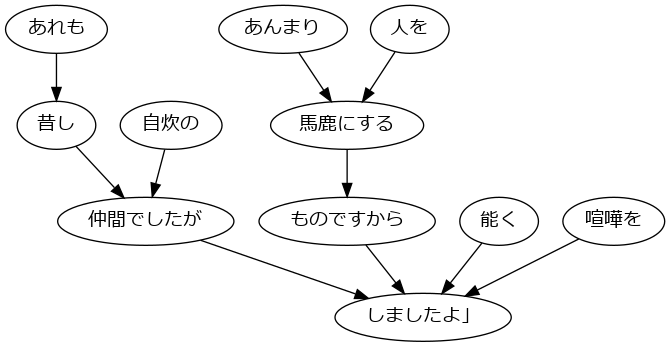 あれも
あんまり
人を
昔し
自炊の
馬鹿にする
仲間でしたが
ものですから
能く
喧嘩を
しましたよ」